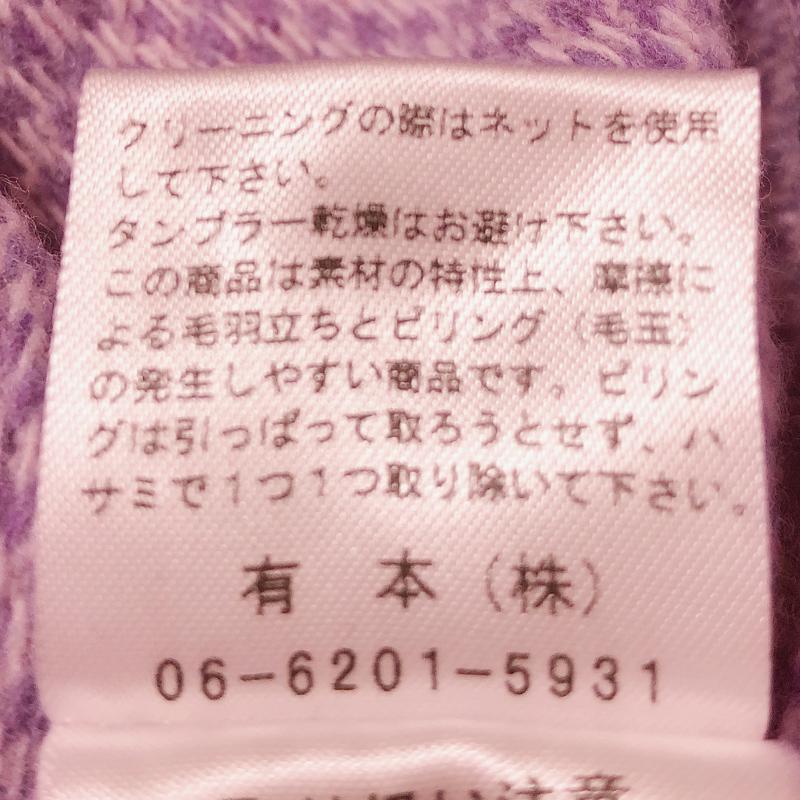 クリーニングの際はネットを使用
して下さい。
タンブラー乾燥はお避け下さい。
この商品は素材の特性上、摩擦に
よる毛羽立ちとピリング（毛玉）
の発生しやすい商品です。ピリン
グは引っぱって取ろうとせず、ハ
サミで1つ1つ取り除いて下さい。
有 本（株）
06-6201-5931
注意